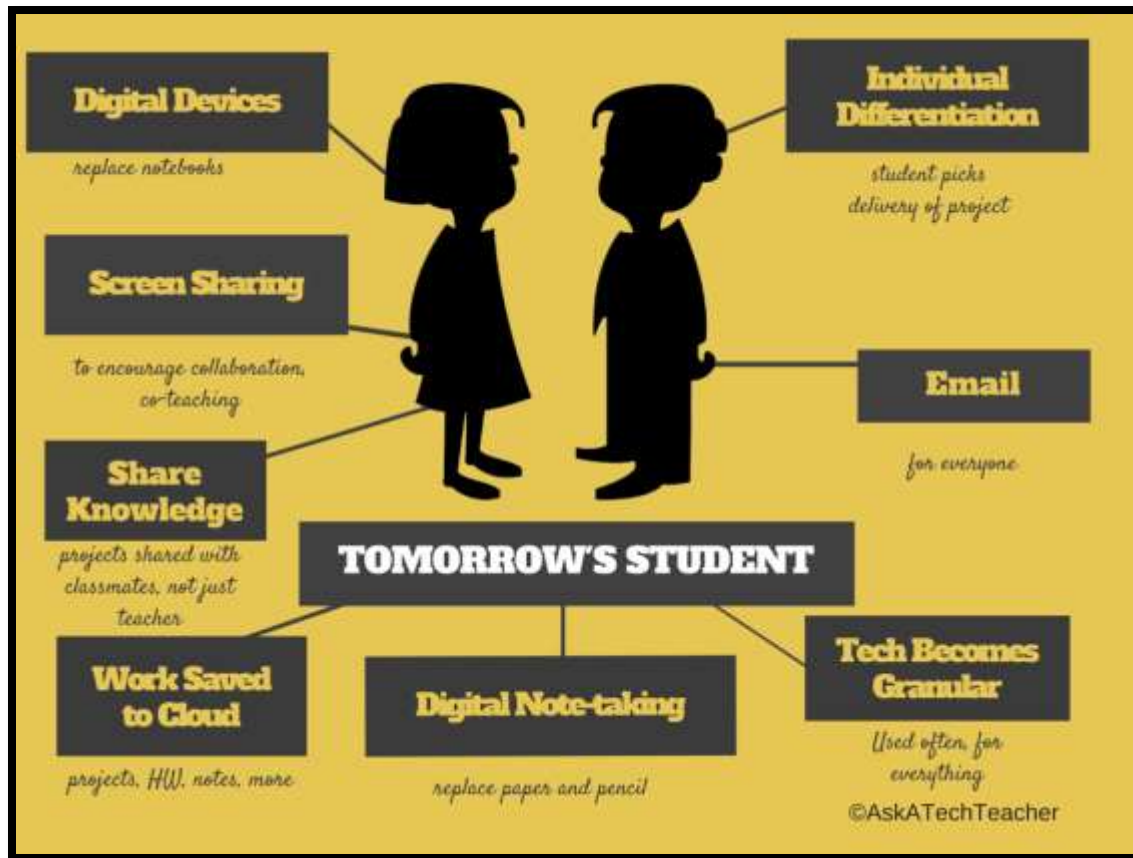 Digital Devices
replace notebooks
Individual
Differentiation
student picks
delivery of project
Screen Sharing
to encourage collaboration,
co-teaching
Email
for everyone
Share
Knowledge
projects shared with
classmates, not just
teacher
TOMORROW'S STUDENT
Work Saved
to Cloud
projects, HW, notes, more
Digital Note-taking
replace paper and pencil
Tech Becomes
Granular
Used often, for
everything
©AskATechTeacher